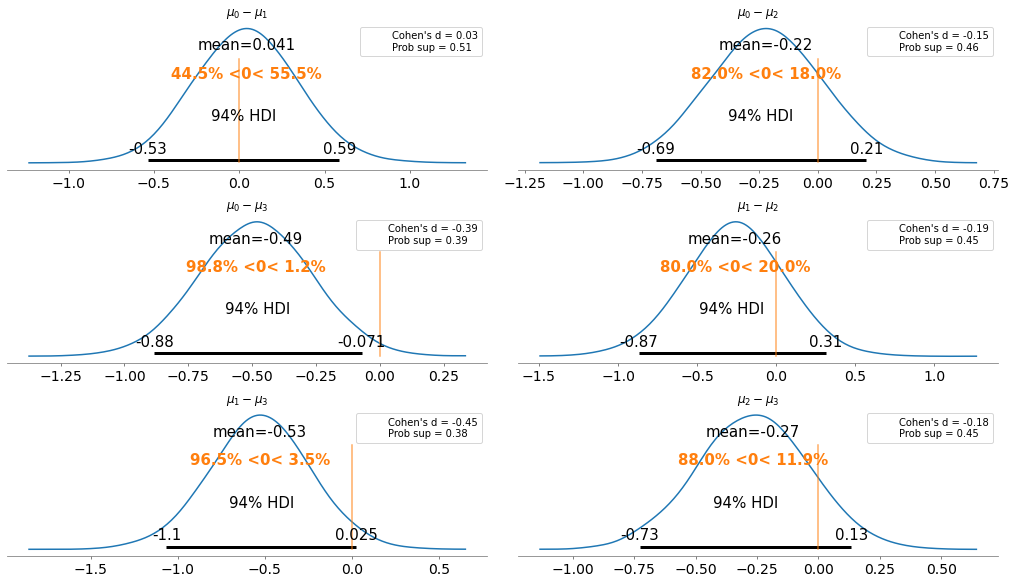 μ₀ − μ₁
Cohen's d = 0.03
Prob sup = 0.51
mean=0.041
44.5% <0< 55.5%
94% HDI
-0.53 0.59
−1.0 −0.5 0.0 0.5 1.0
μ₀ − μ₂
Cohen's d = -0.15
Prob sup = 0.46
mean=-0.22
82.0% <0< 18.0%
94% HDI
-0.69 0.21
−1.25 −1.00 −0.75 −0.50 −0.25 0.00 0.25 0.50 0.75
μ₀ − μ₃
Cohen's d = -0.39
Prob sup = 0.39
mean=-0.49
98.8% <0< 1.2%
94% HDI
-0.88 -0.071
−1.25 −1.00 −0.75 −0.50 −0.25 0.00 0.25
μ₁ − μ₂
Cohen's d = -0.19
Prob sup = 0.45
mean=-0.26
80.0% <0< 20.0%
94% HDI
-0.87 0.31
−1.5 −1.0 −0.5 0.0 0.5 1.0
μ₁ − μ₃
Cohen's d = -0.45
Prob sup = 0.38
mean=-0.53
96.5% <0< 3.5%
94% HDI
-1.1 0.025
−1.5 −1.0 −0.5 0.0 0.5
μ₂ − μ₃
Cohen's d = -0.18
Prob sup = 0.45
mean=-0.27
88.0% <0< 11.9%
94% HDI
-0.73 0.13
−1.00 −0.75 −0.50 −0.25 0.00 0.25 0.50